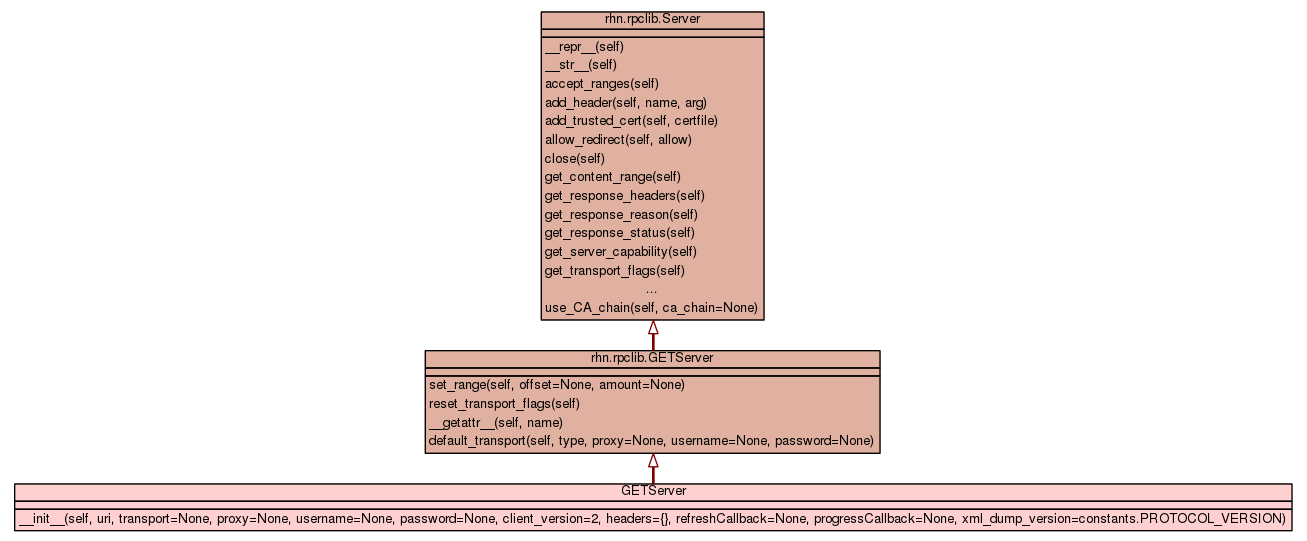 rhn.rpclib.Server
__repr__(self)
__str__(self)
accept_ranges(self)
add_header(self, name, arg)
add_trusted_cert(self, certfile)
allow_redirect(self, allow)
close(self)
get_content_range(self)
get_response_headers(self)
get_response_reason(self)
get_response_status(self)
get_server_capability(self)
get_transport_flags(self)
...
use_CA_chain(self, ca_chain=None)
rhn.rpclib.GETServer
set_range(self, offset=None, amount=None)
reset_transport_flags(self)
__getattr__(self, name)
default_transport(self, type, proxy=None, username=None, password=None)
GETServer
__init__(self, uri, transport=None, proxy=None, username=None, password=None, client_version=2, headers={}, refreshCallback=None, progressCallback=None, xml_dump_version=constants.PROTOCOL_VERSION)